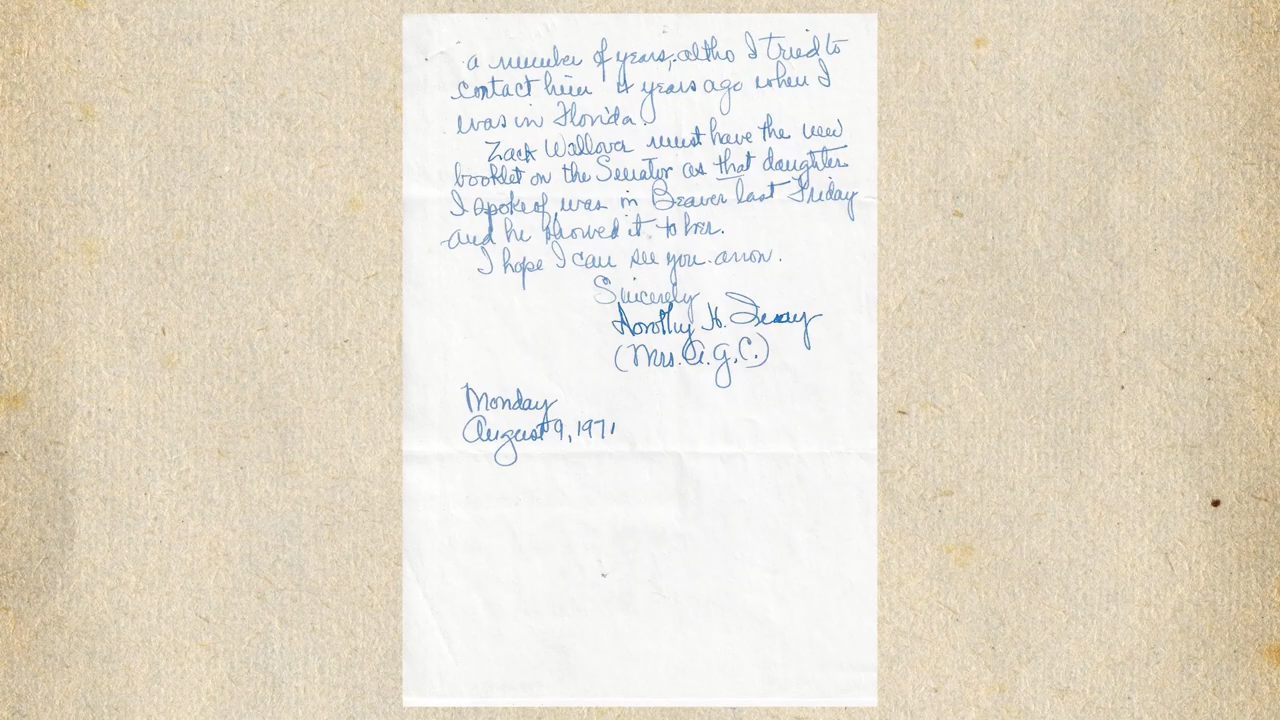 a number of years, altho I tried to
contact him 4 years ago when I
was in Florida.
Zack Wallover must have the new
booklet on the Senator as that daughter
I spoke of was in Beaver last Friday
and he showed it to her.
I hope I can see you anon.
Sincerely
Dorothy H.
(Mrs. A.G.C.)
Monday
August 9, 1971